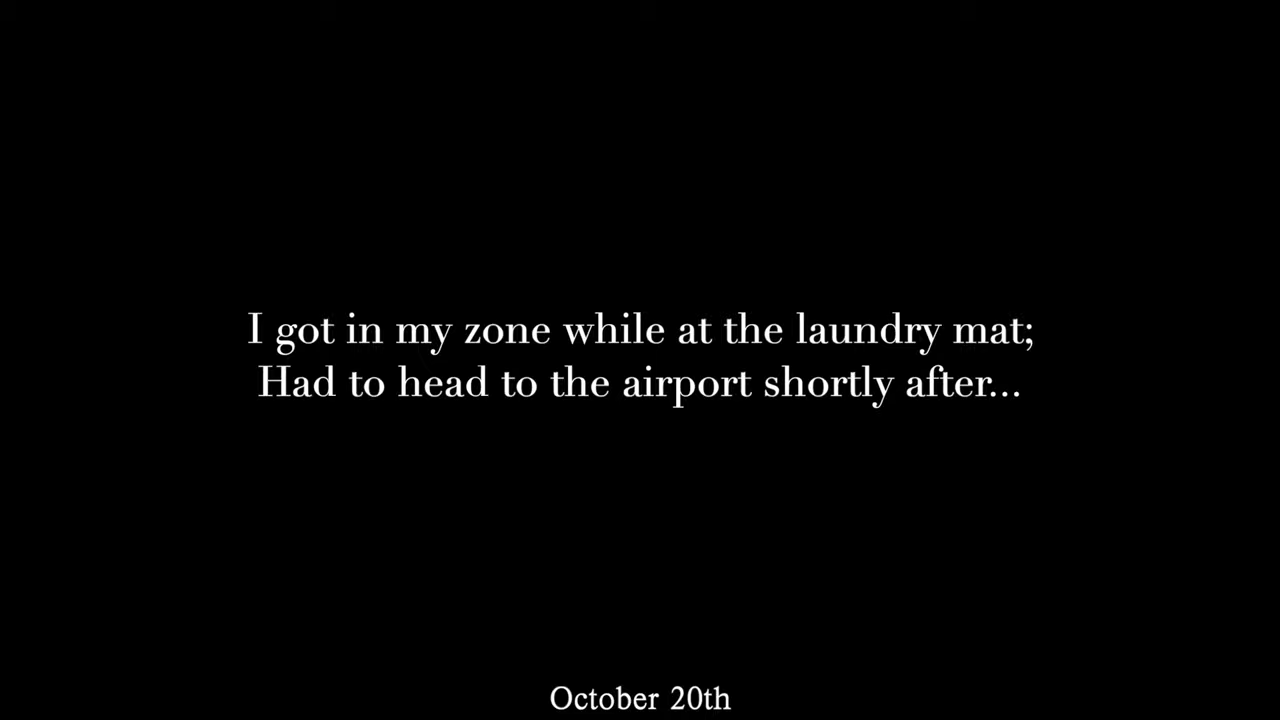 I got in my zone while at the laundry mat;
Had to head to the airport shortly after...
October 20th